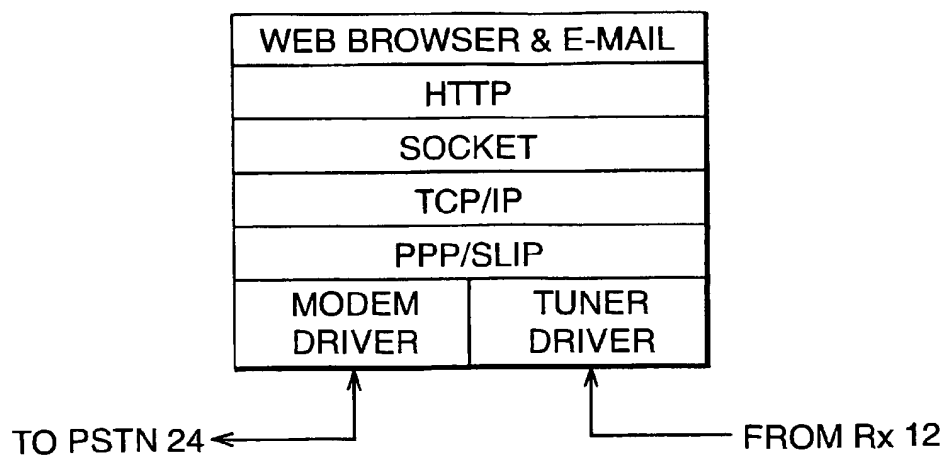 WEB BROWSER & E-MAIL
HTTP
SOCKET
TCP/IP
PPP/SLIP
MODEM
DRIVER
TUNER
DRIVER
TO PSTN 24
FROM Rx 12